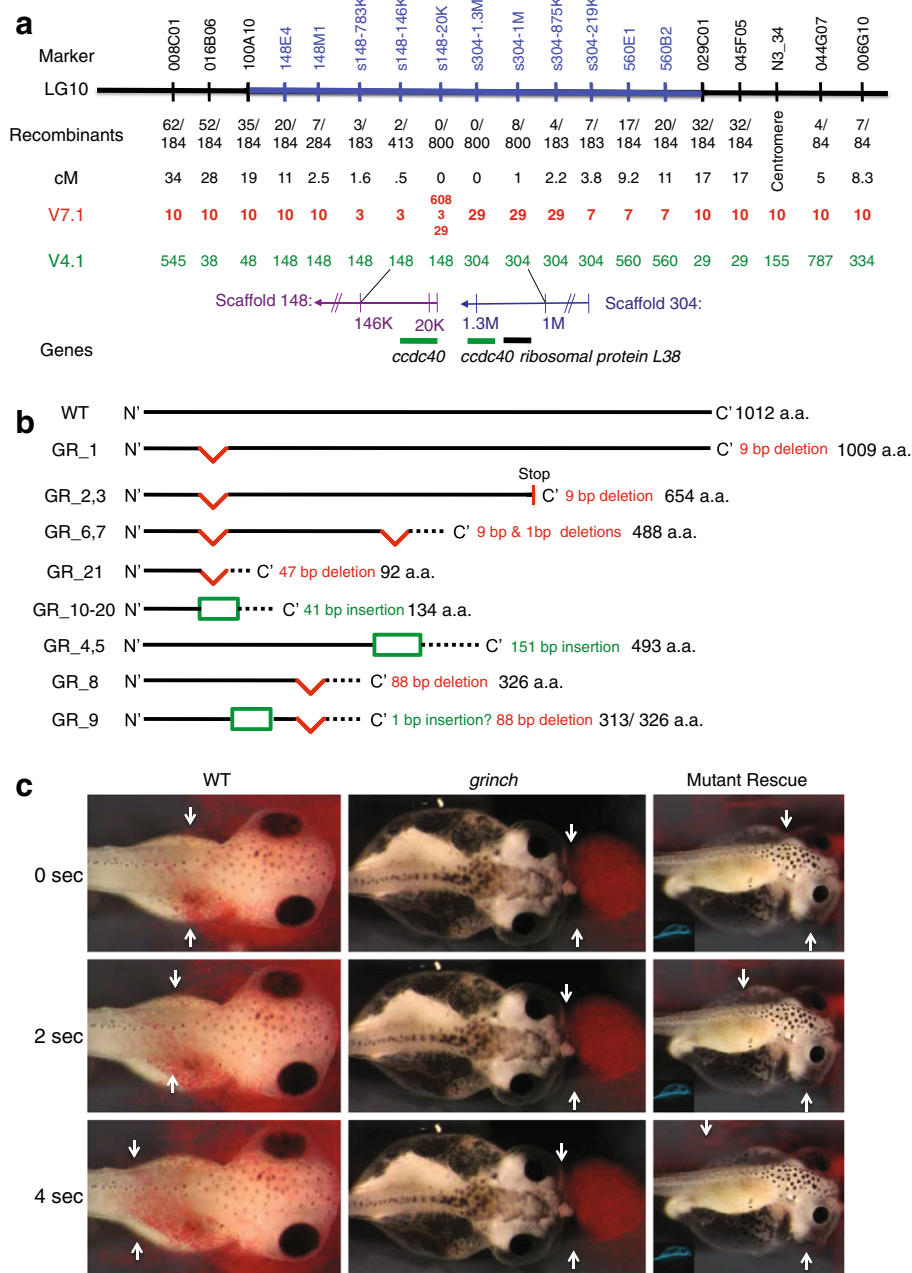 a
Marker 008C01 016B06 100A10 148E4 148M1 s148-783K s148-146K s148-20K s304-1.3M s304-1M s304-875K s304-219K 560E1 560B2 029C01 045F05 N3_34 044G07 006G10
LG10
Recombinants 62/184 52/184 35/184 20/184 7/284 3/183 2/413 0/800 0/800 8/800 4/183 7/183 17/184 20/184 32/184 32/184 Centromere 4/84 7/84
cM 34 28 19 11 2.5 1.6 .5 0 0 1 2.2 3.8 9.2 11 17 17 5 8.3
V7.1 10 10 10 10 10 3 3 608 3 29 29 29 29 7 7 7 10 10 10 10 10
V4.1 545 38 48 148 148 148 148 148 304 304 304 304 560 560 29 29 155 787 334
Scaffold 148: // // Scaffold 304:
146K 20K 1.3M 1M
Genes
ccdc40 ccdc40 ribosomal protein L38
b
WT N' C' 1012 a.a.
GR_1 N' C' 9 bp deletion 1009 a.a.
Stop
GR_2,3 N' C' 9 bp deletion 654 a.a.
GR_6,7 N' C' 9 bp & 1bp deletions 488 a.a.
GR_21 N' C' 47 bp deletion 92 a.a.
GR_10-20 N' C' 41 bp insertion 134 a.a.
GR_4,5 N' C' 151 bp insertion 493 a.a.
GR_8 N' C' 88 bp deletion 326 a.a.
GR_9 N' C' 1 bp insertion? 88 bp deletion 313/ 326 a.a.
c
WT grinch Mutant Rescue
0 sec
2 sec
4 sec